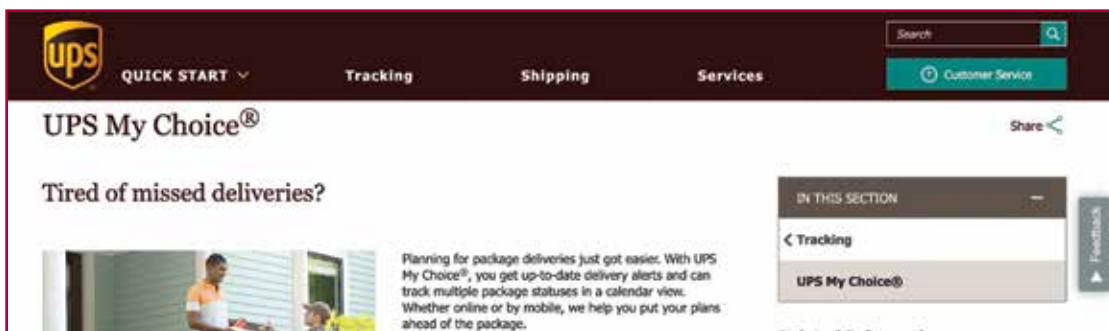 Search
ups
QUICK START
Tracking
Shipping
Services
Customer Service
UPS My Choice®
Share
Tired of missed deliveries?
IN THIS SECTION
Tracking
UPS My Choice®
Planning for package deliveries just got easier. With UPS
My Choice®, you get up-to-date delivery alerts and can
track multiple package statuses in a calendar view.
Whether online or by mobile, we help you put your plans
ahead of the package.
Feedback